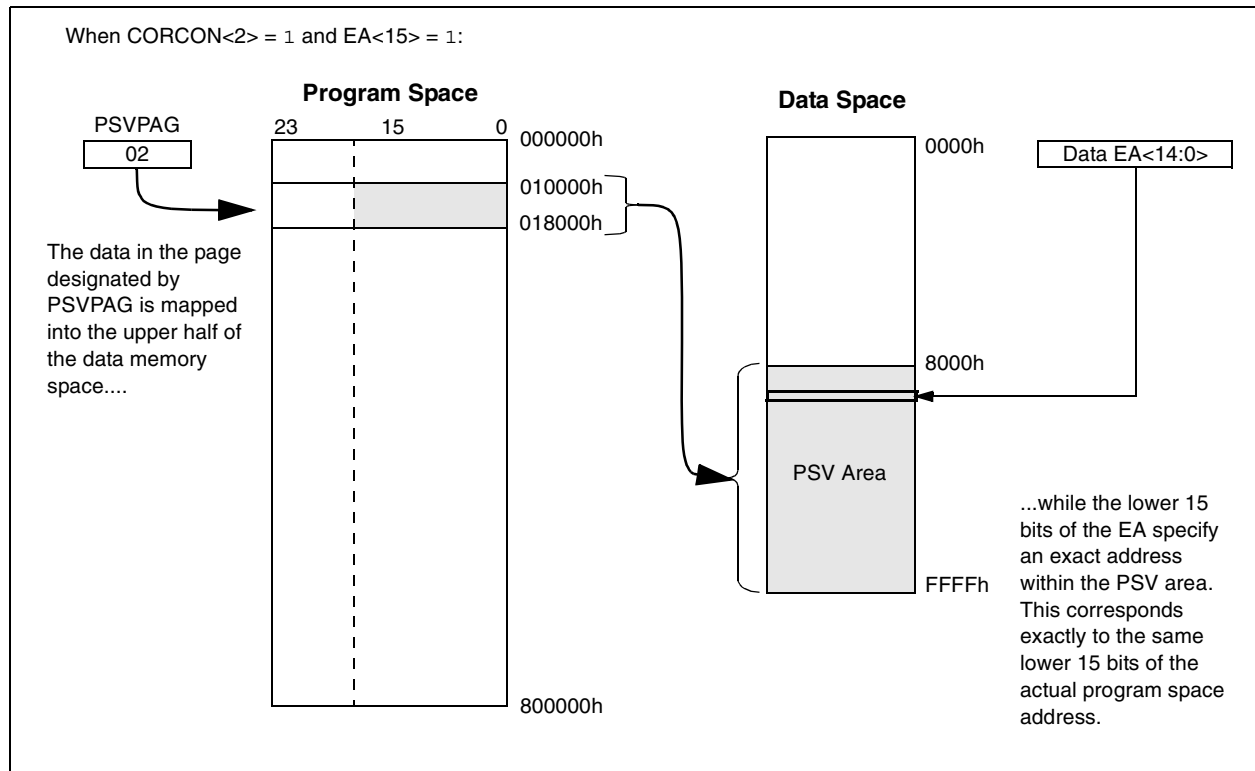 When CORCON<2> = 1 and EA<15> = 1:
Program Space
Data Space
PSVPAG
02
23
15
0
000000h
010000h
018000h
800000h
The data in the page
designated by
PSVPAG is mapped
into the upper half of
the data memory
space....
0000h
8000h
FFFFh
PSV Area
Data EA<14:0>
...while the lower 15
bits of the EA specify
an exact address
within the PSV area.
This corresponds
exactly to the same
lower 15 bits of the
actual program space
address.